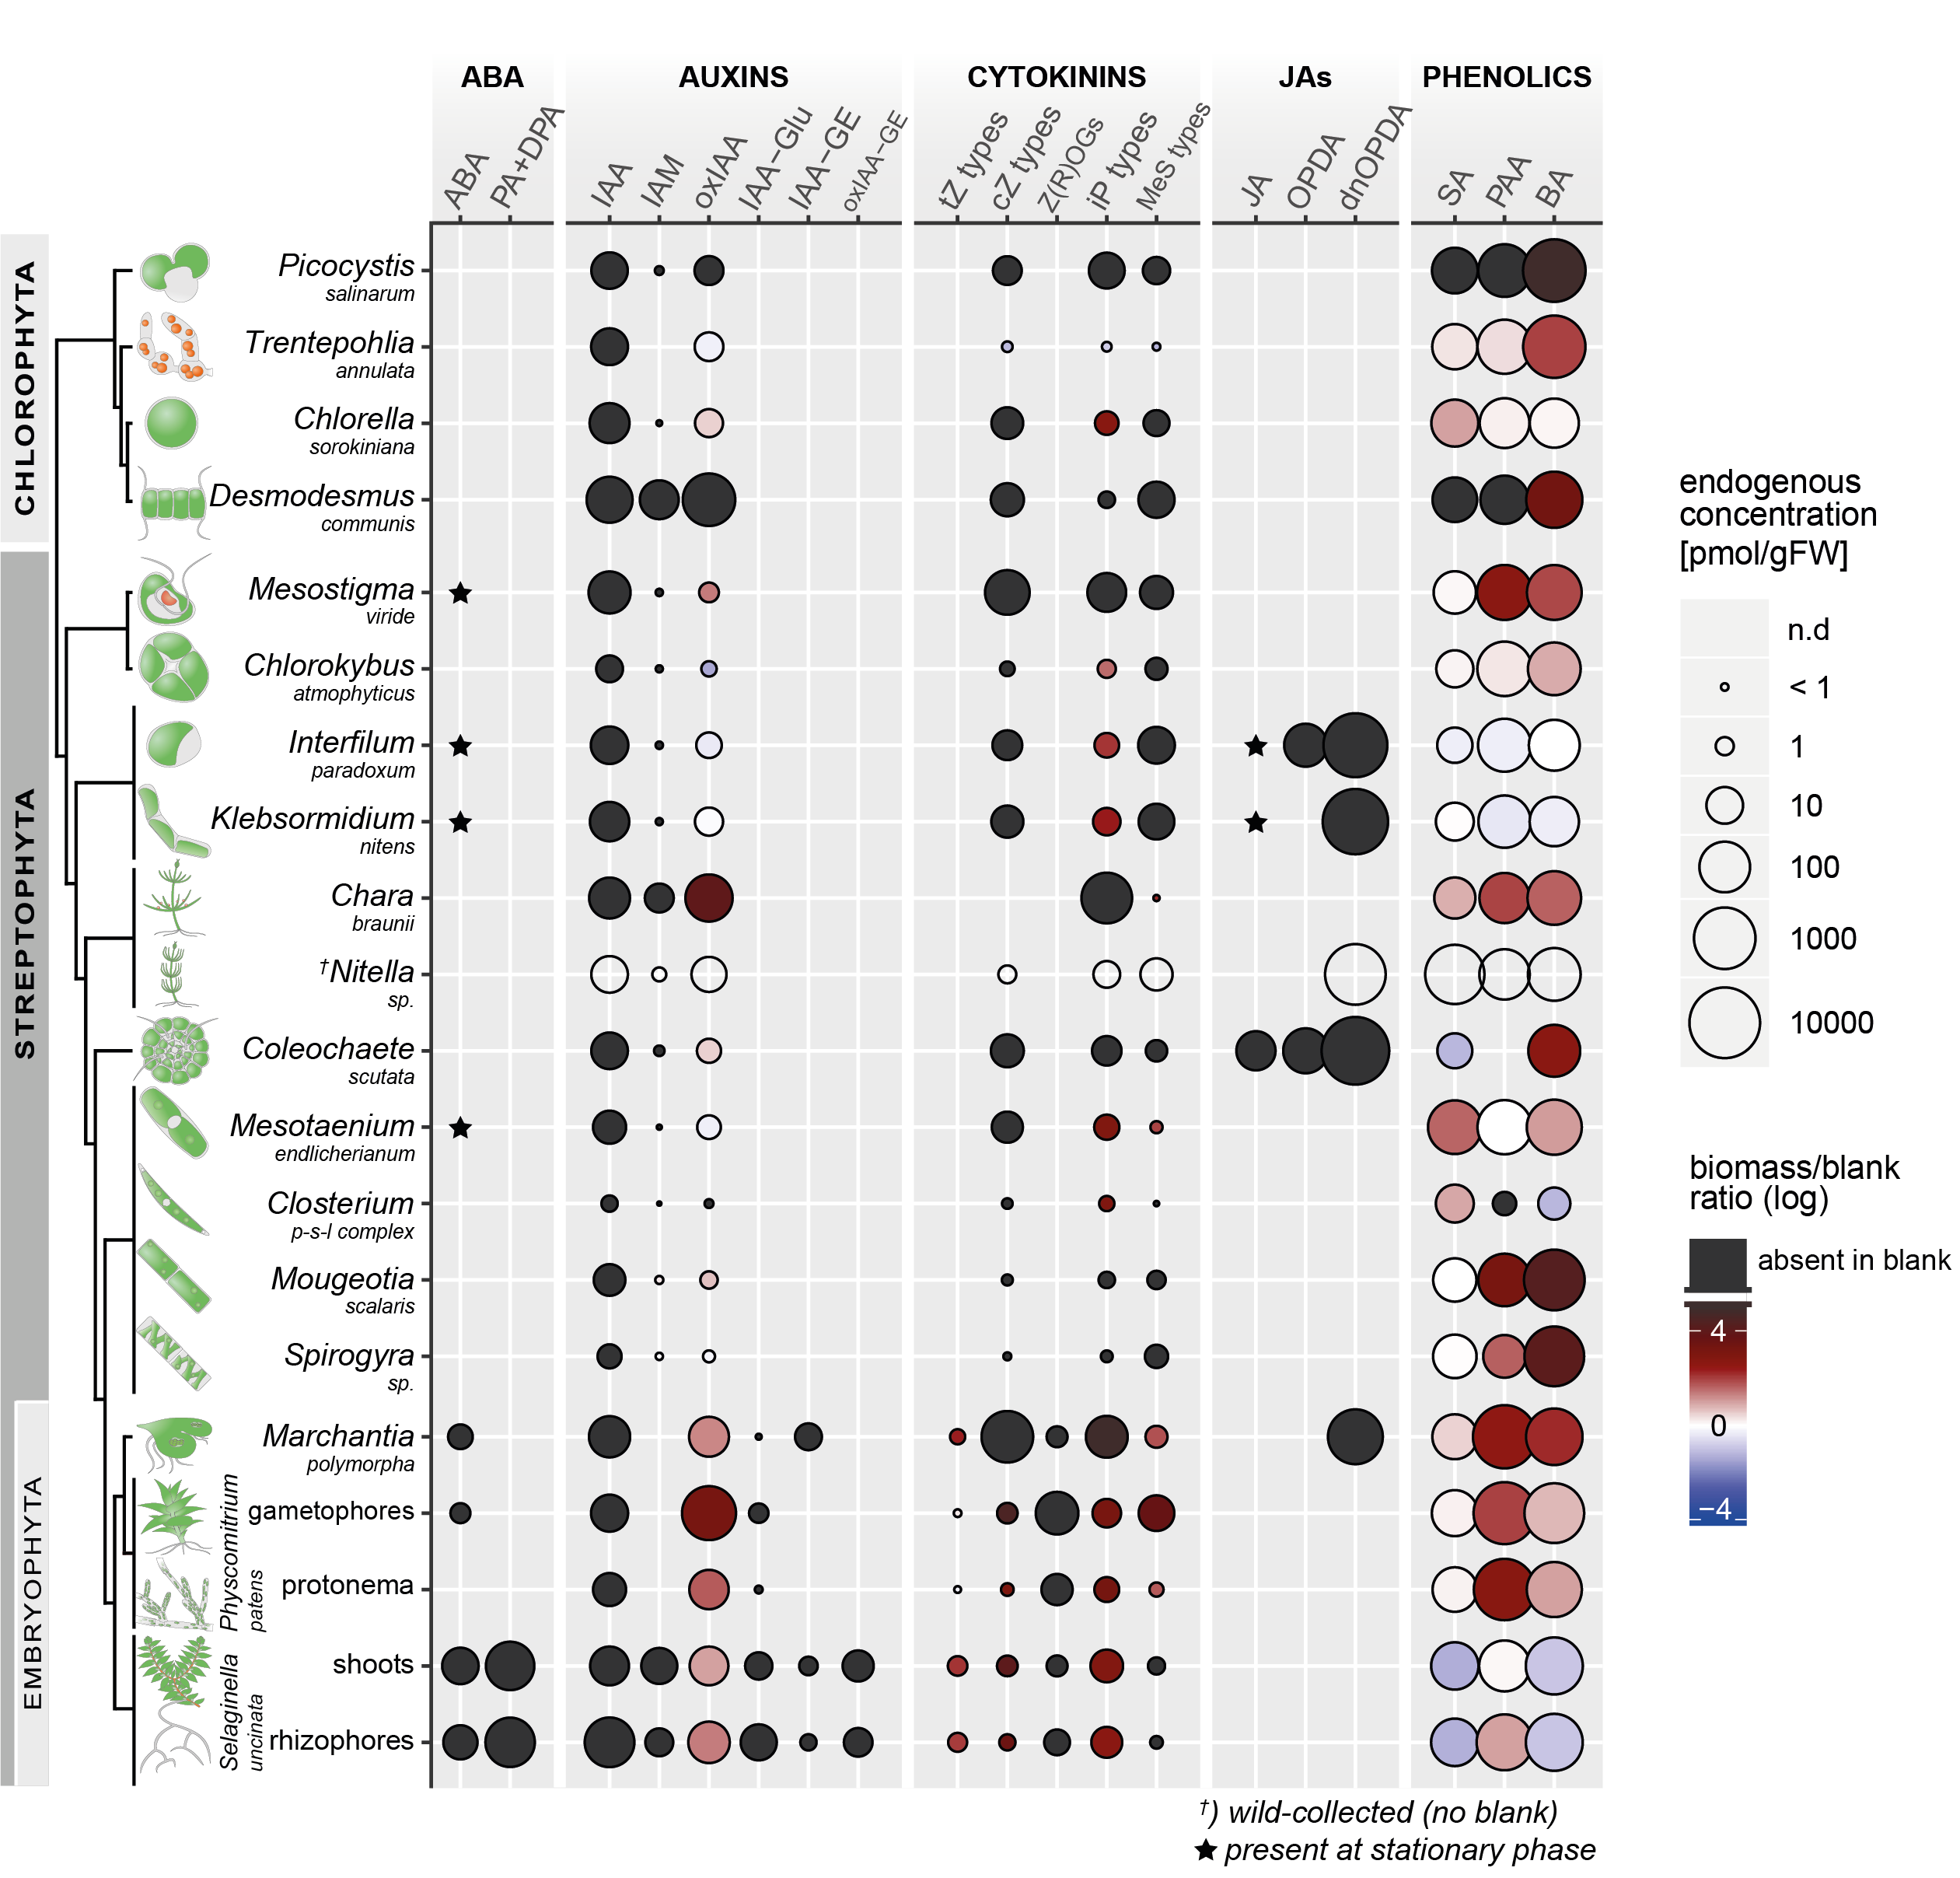 ABA AUXINS CYTOKININS JAs PHENOLICS
ABA PA+DPA IAA IAM oxIAA IAA−Glu IAA−GE oxIAA−GE tZ types cZ types Z(R)OGs iP types MeS types JA OPDA dnOPDA SA PAA BA
CHLOROPHYTA
Picocystis
salinarum
Trentepohlia
annulata
Chlorella
sorokiniana
Desmodesmus
communis
STREPTOPHYTA
Mesostigma
viride
Chlorokybus
atmophyticus
Interfilum
paradoxum
Klebsormidium
nitens
Chara
braunii
†Nitella
sp.
Coleochaete
scutata
Mesotaenium
endlicherianum
Closterium
p-s-l complex
Mougeotia
scalaris
Spirogyra
sp.
EMBRYOPHYTA
Marchantia
polymorpha
Physcomitrium
patens
gametophores
protonema
Selaginella
uncinata
shoots
rhizophores
†) wild-collected (no blank)
★ present at stationary phase
endogenous
concentration
[pmol/gFW]
n.d
< 1
1
10
100
1000
10000
biomass/blank
ratio (log)
absent in blank
4
0
−4